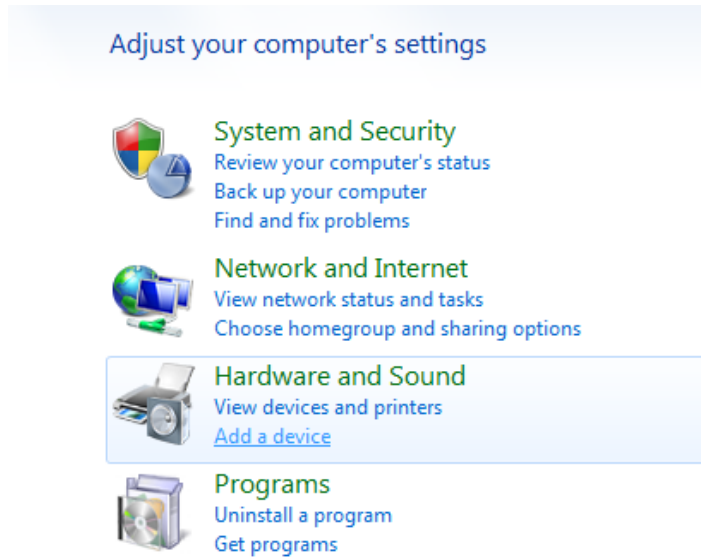 Adjust your computer's settings
System and Security
Review your computer's status
Back up your computer
Find and fix problems
Network and Internet
View network status and tasks
Choose homegroup and sharing options
Hardware and Sound
View devices and printers
Add a device
Programs
Uninstall a program
Get programs